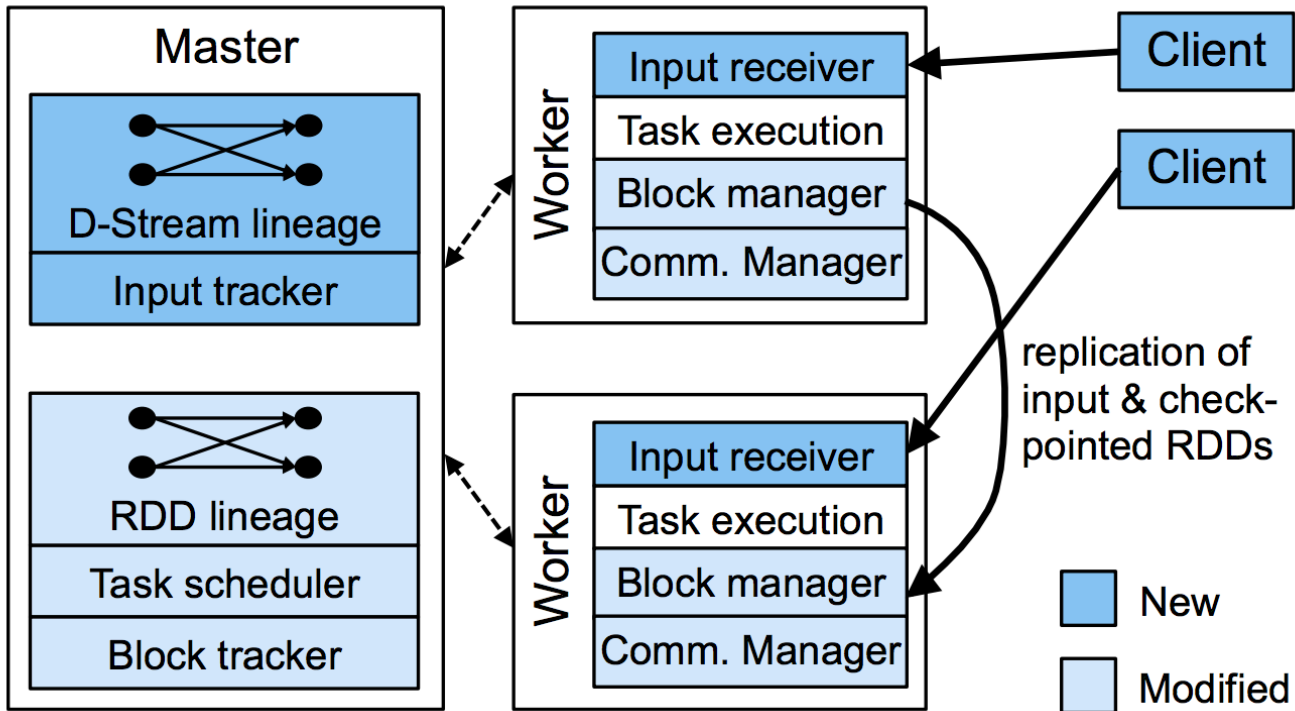 Master
D-Stream lineage
Input tracker
RDD lineage
Task scheduler
Block tracker
Worker
Input receiver
Task execution
Block manager
Comm. Manager
Worker
Input receiver
Task execution
Block manager
Comm. Manager
Client
Client
replication of
input & check-
pointed RDDs
New
Modified